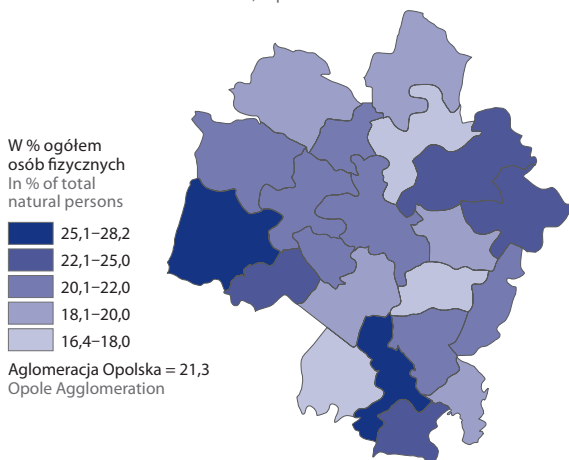 W % ogółem
osób fizycznych
In % of total
natural persons
25,1–28,2
22,1–25,0
20,1–22,0
18,1–20,0
16,4–18,0
Aglomeracja Opolska = 21,3
Opole Agglomeration